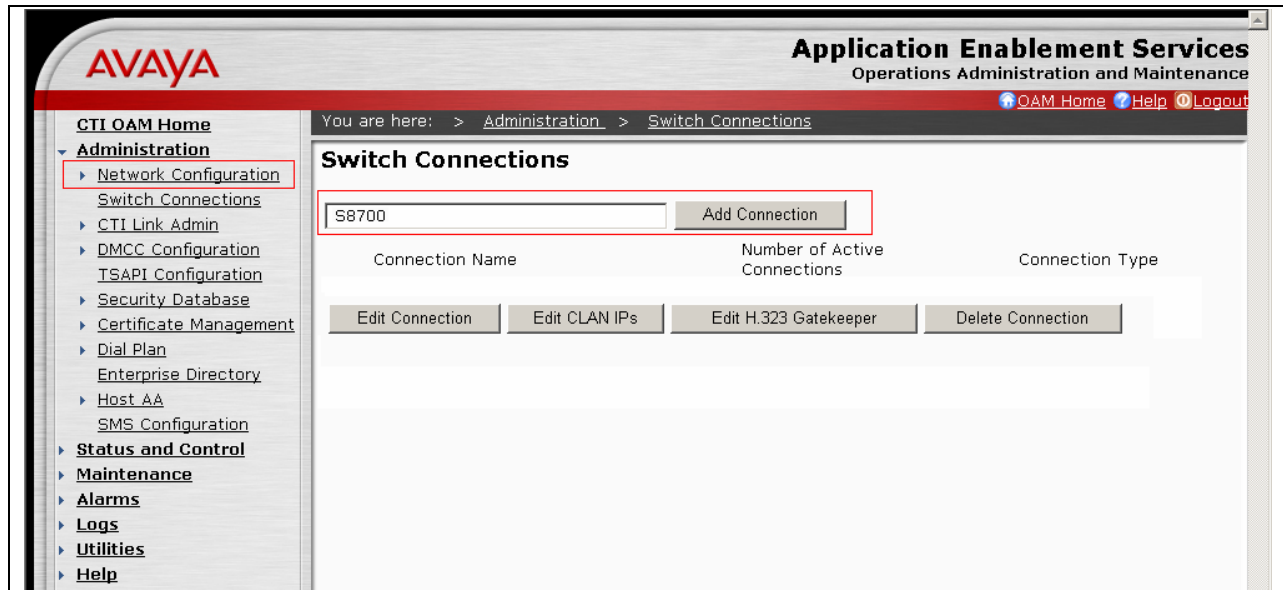 AVAYA
Application Enablement Services
Operations Administration and Maintenance
OAM Home ?Help Logout
CTI OAM Home
You are here: > Administration > Switch Connections
Administration
Network Configuration
Switch Connections
CTI Link Admin
DMCC Configuration
TSAPI Configuration
Security Database
Certificate Management
Dial Plan
Enterprise Directory
Host AA
SMS Configuration
Status and Control
Maintenance
Alarms
Logs
Utilities
Help
Switch Connections
S8700 Add Connection
Connection Name
Number of Active
Connections
Connection Type
Edit Connection Edit CLAN IPs Edit H.323 Gatekeeper Delete Connection